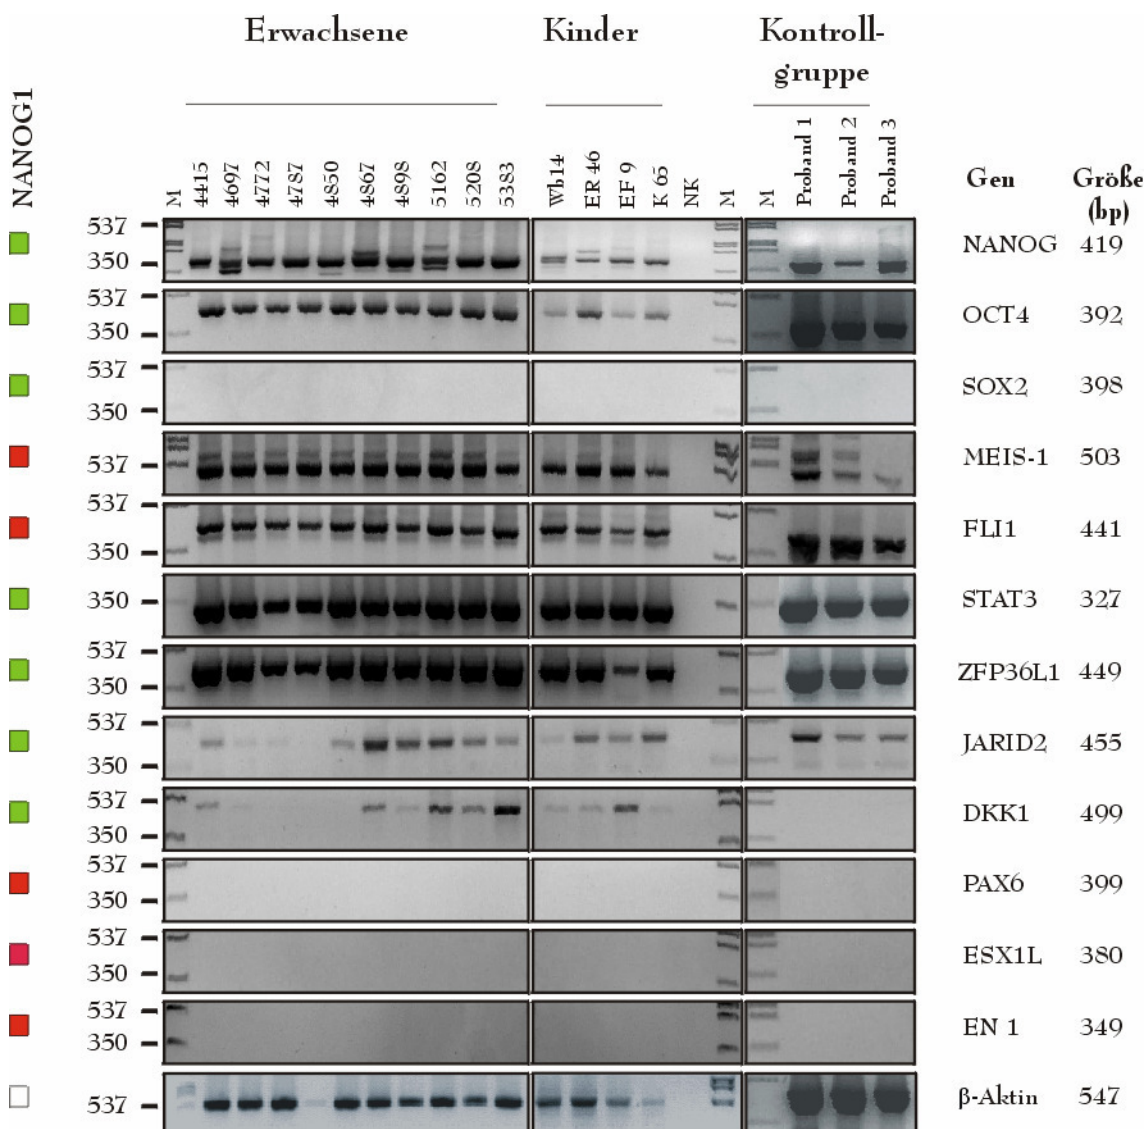 Erwachsene
Kinder
Kontroll-
gruppe
NANOG1
M
4415
4697
4772
4787
4850
4867
4898
5162
5208
5383
Wb14
ER 46
EF 9
K 65
NK
M
M
Proband 1
Proband 2
Proband 3
Gen
Größe
(bp)
537
350
NANOG 419
537
350
OCT4 392
537
350
SOX2 398
537
MEIS-1 503
537
350
FLI1 441
350
STAT3 327
537
350
ZFP36L1 449
537
350
JARID2 455
537
350
DKK1 499
537
350
PAX6 399
537
350
ESX1L 380
537
350
EN 1 349
537
β-Aktin 547